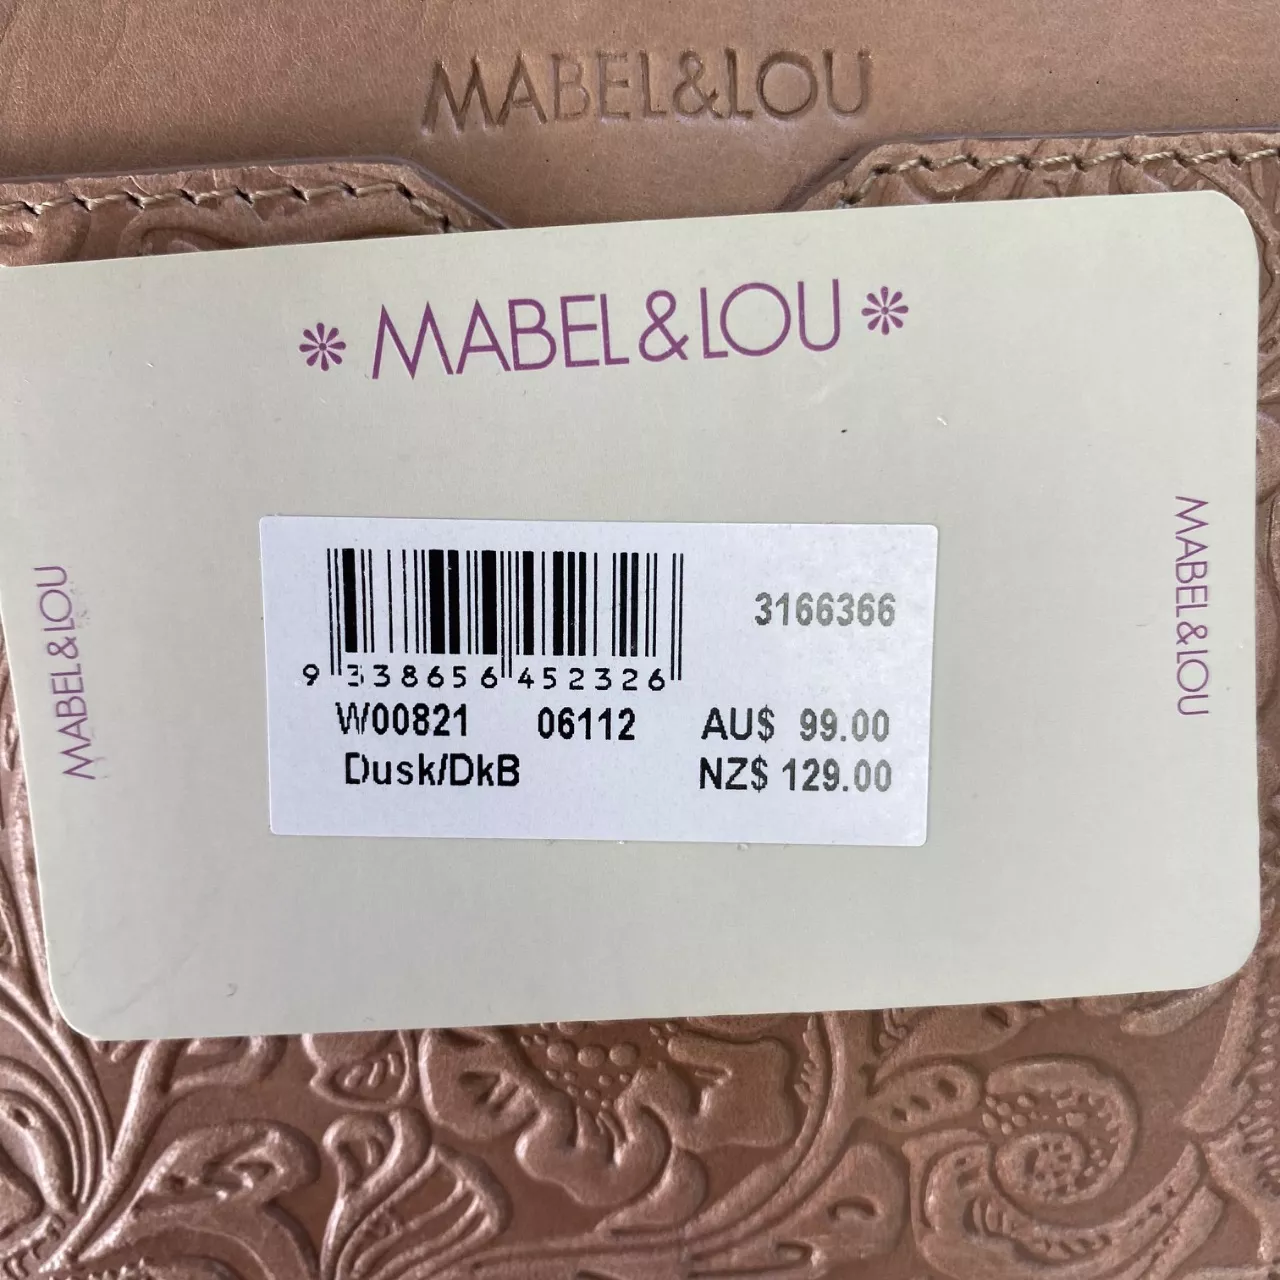 MABEL&LOU
MABEL&LOU
MABEL&LOU
MABEL&LOU
3166366
9 338656 452326
W00821 06112 AU$ 99.00
Dusk/DkB NZ$ 129.00